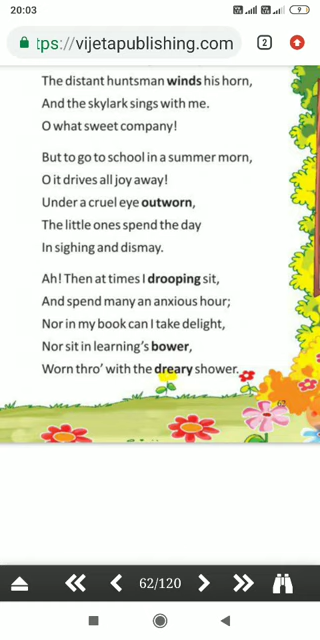 20:03
9
tps://vijetapublishing.com
2
The distant huntsman winds his horn,
And the skylark sings with me.
O what sweet company!
But to go to school in a summer morn,
O it drives all joy away!
Under a cruel eye outworn,
The little ones spend the day
In sighing and dismay.
Ah! Then at times I drooping sit,
And spend many an anxious hour;
Nor in my book can I take delight,
Nor sit in learning's bower,
Worn thro' with the dreary shower.
62/120